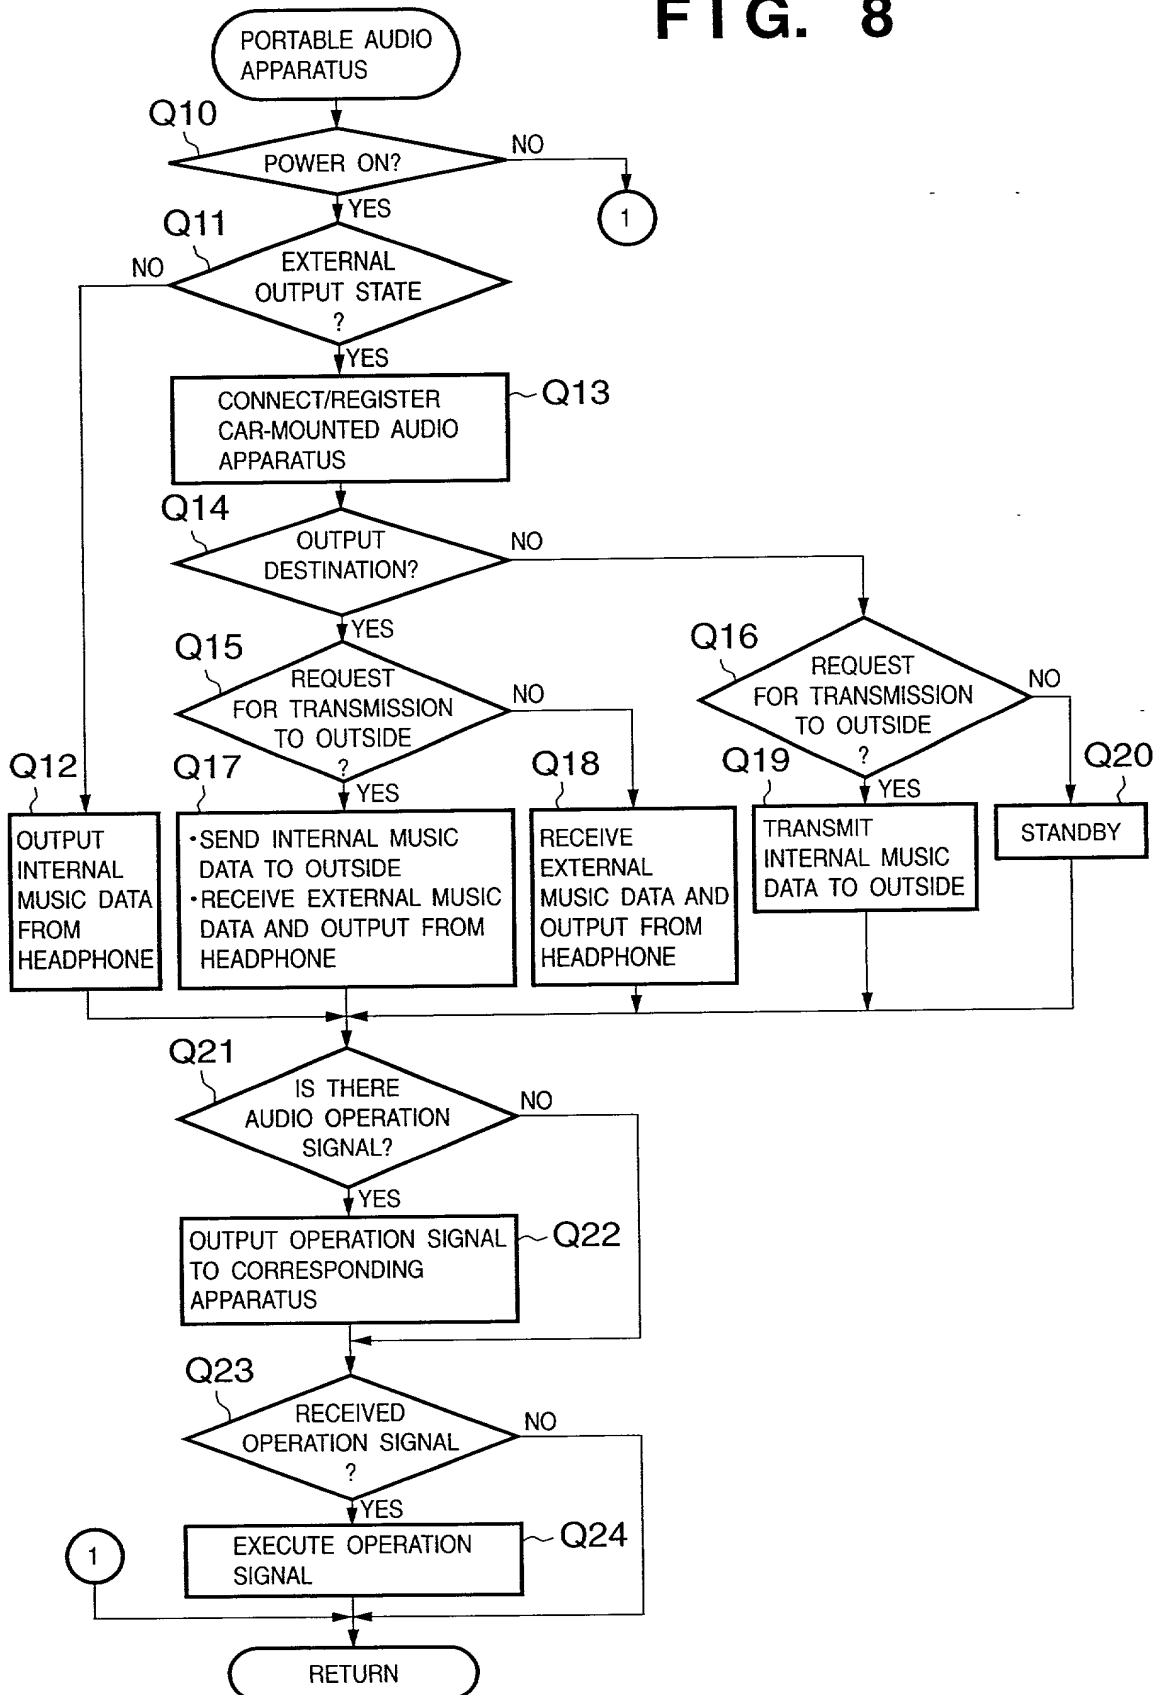 FIG. 8
PORTABLE AUDIO
APPARATUS
Q10
POWER ON?
NO
1
YES
Q11
EXTERNAL
OUTPUT STATE
?
NO
YES
CONNECT/REGISTER
CAR-MOUNTED AUDIO
APPARATUS
Q13
Q14
OUTPUT
DESTINATION?
NO
YES
Q15
REQUEST
FOR TRANSMISSION
TO OUTSIDE
?
NO
YES
Q16
REQUEST
FOR TRANSMISSION
TO OUTSIDE
?
NO
YES
Q12
OUTPUT
INTERNAL
MUSIC DATA
FROM
HEADPHONE
Q17
•SEND INTERNAL MUSIC
DATA TO OUTSIDE
•RECEIVE EXTERNAL MUSIC
DATA AND OUTPUT FROM
HEADPHONE
Q18
RECEIVE
EXTERNAL
MUSIC DATA AND
OUTPUT FROM
HEADPHONE
Q19
TRANSMIT
INTERNAL MUSIC
DATA TO OUTSIDE
Q20
STANDBY
Q21
IS THERE
AUDIO OPERATION
SIGNAL?
NO
YES
OUTPUT OPERATION SIGNAL
TO CORRESPONDING
APPARATUS
Q22
Q23
RECEIVED
OPERATION SIGNAL
?
NO
YES
EXECUTE OPERATION
SIGNAL
Q24
1
RETURN